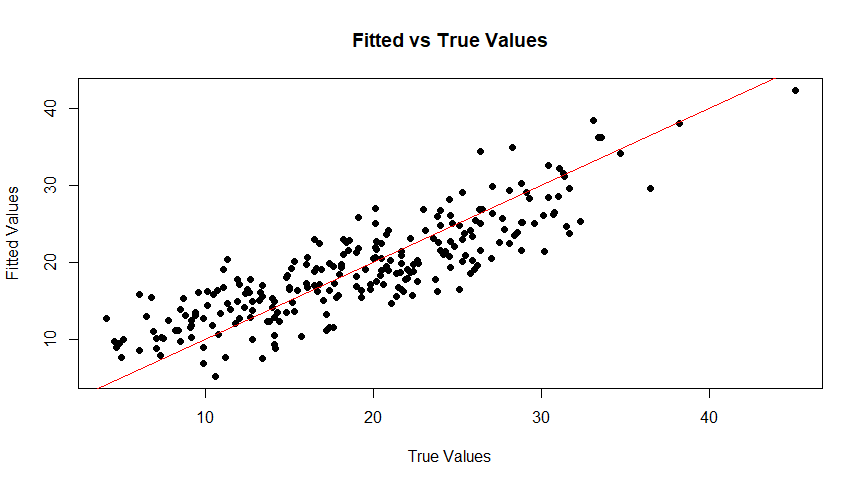 Fitted vs True Values
Fitted Values
40
30
20
10
10 20 30 40
True Values